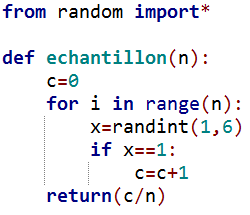 from random import*
def echantillon(n):
    c=0
    for i in range(n):
        x=randint(1,6)
        if x==1:
            c=c+1
    return(c/n)